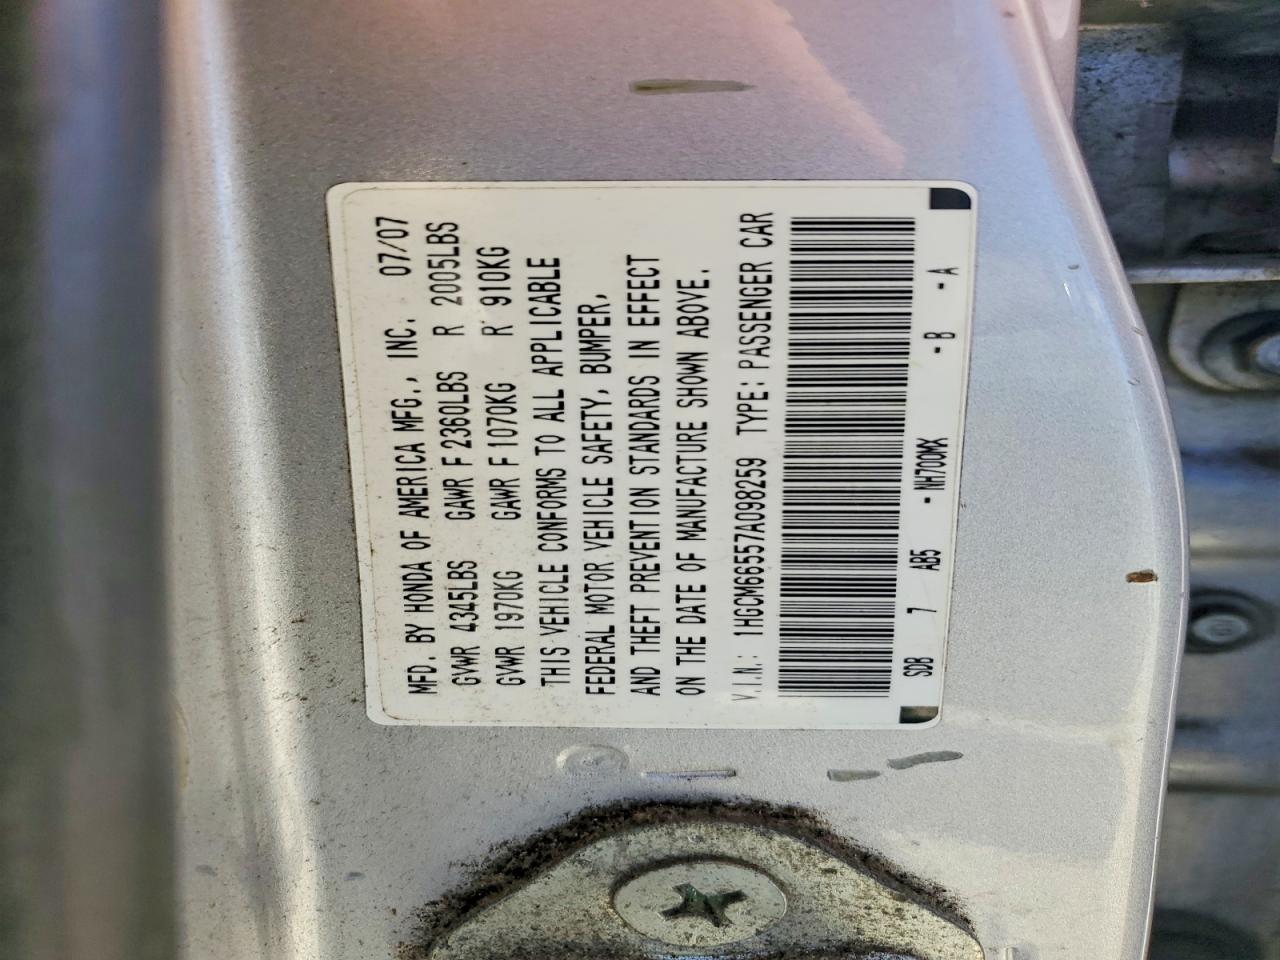 MFD. BY HONDA OF AMERICA MFG., INC. 07/07
GVWR 4345LBS GAWR F 2360LBS R 2005LBS
GVWR 1970KG GAWR F 1070KG R 910KG
THIS VEHICLE CONFORMS TO ALL APPLICABLE
FEDERAL MOTOR VEHICLE SAFETY, BUMPER,
AND THEFT PREVENTION STANDARDS IN EFFECT
ON THE DATE OF MANUFACTURE SHOWN ABOVE.
V.I.N.: 1HGCM66557A098259 TYPE: PASSENGER CAR
SDB 7 AB5 - NH700MX - B - A